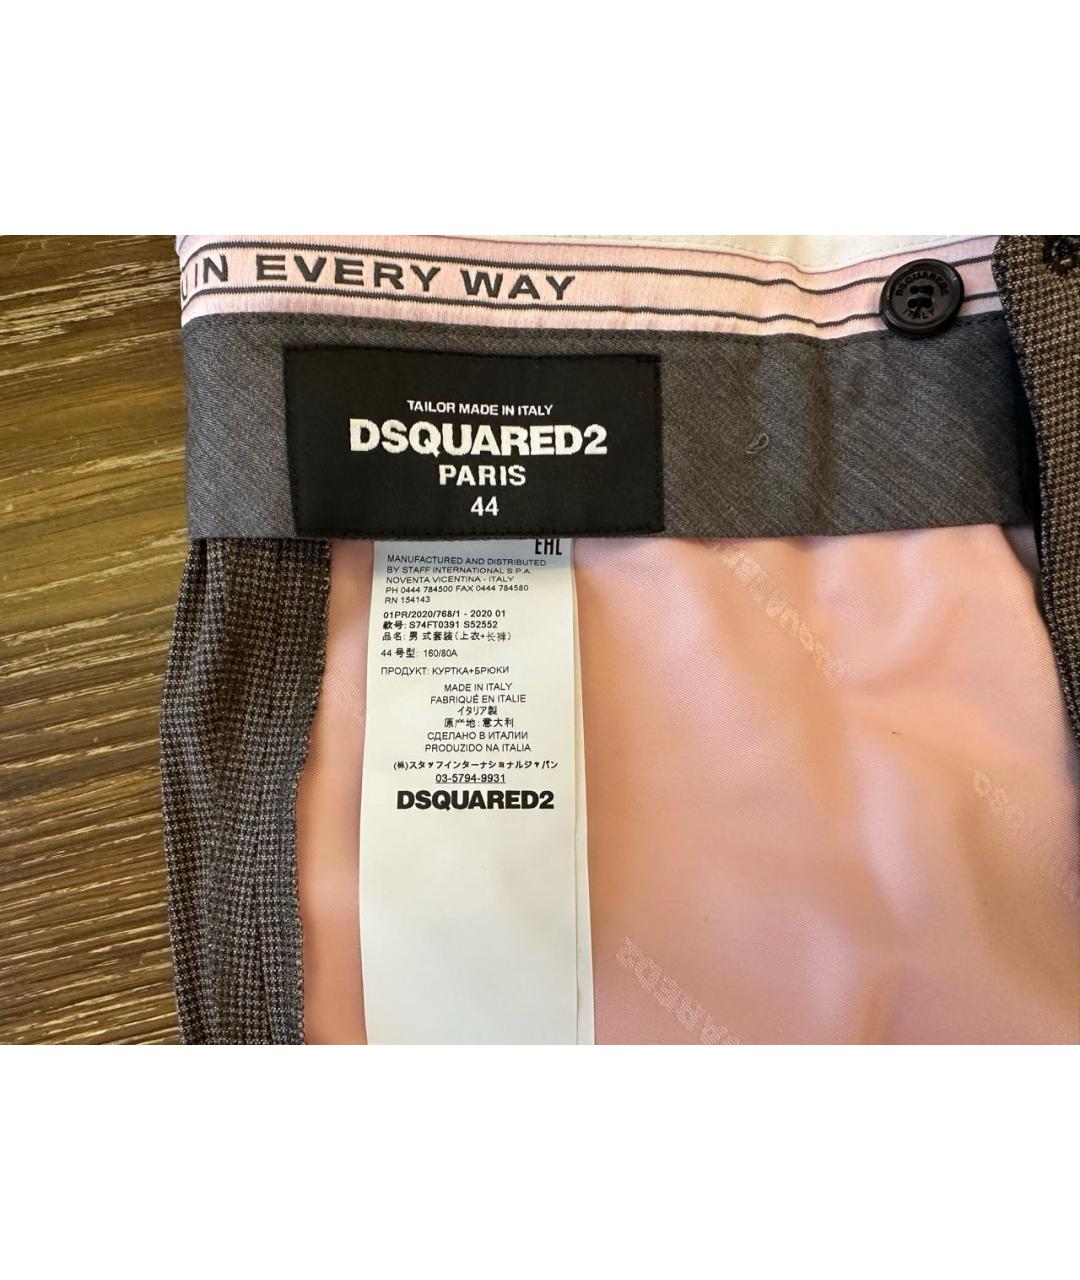 IN EVERY WAY
DSQUARED2
ITALY
TAILOR MADE IN ITALY
DSQUARED2
PARIS
44
EAC
MANUFACTURED AND DISTRIBUTED
BY STAFF INTERNATIONAL S.P.A.
NOVENTA VICENTINA - ITALY
PH 0444 784500 FAX 0444 784580
RN 154143
01PR/2020/768/1 - 2020 01
款号: S74FT0391 S52552
品名: 男 式套装(上衣+长裤)
44 号型: 160/80A
ПРОДУКТ: КУРТКА+БРЮКИ
MADE IN ITALY
FABRIQUÉ EN ITALIE
イタリア製
原产地: 意大利
СДЕЛАНО В ИТАЛИИ
PRODUZIDO NA ITALIA
(株)スタッフインターナショナルジャパン
03-5794-9931
DSQUARED2